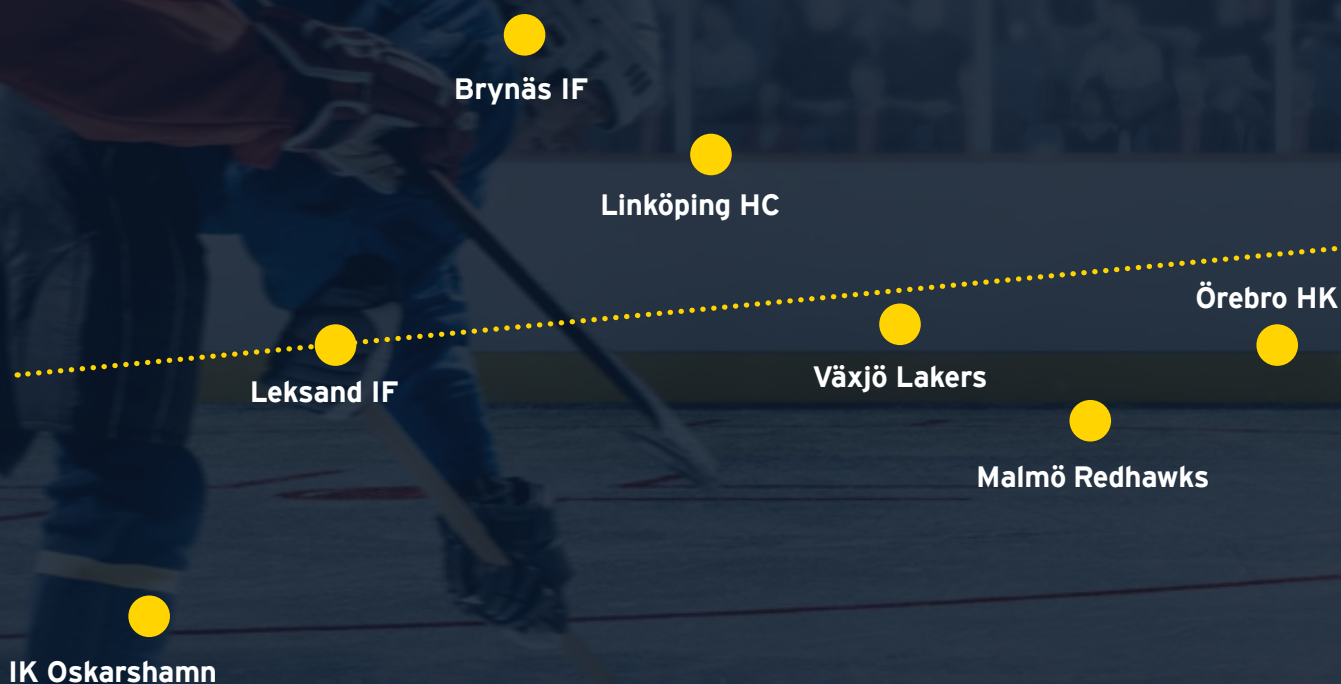 Brynäs IF
Linköping HC
Örebro HK
Växjö Lakers
Leksand IF
Malmö Redhawks
IK Oskarshamn